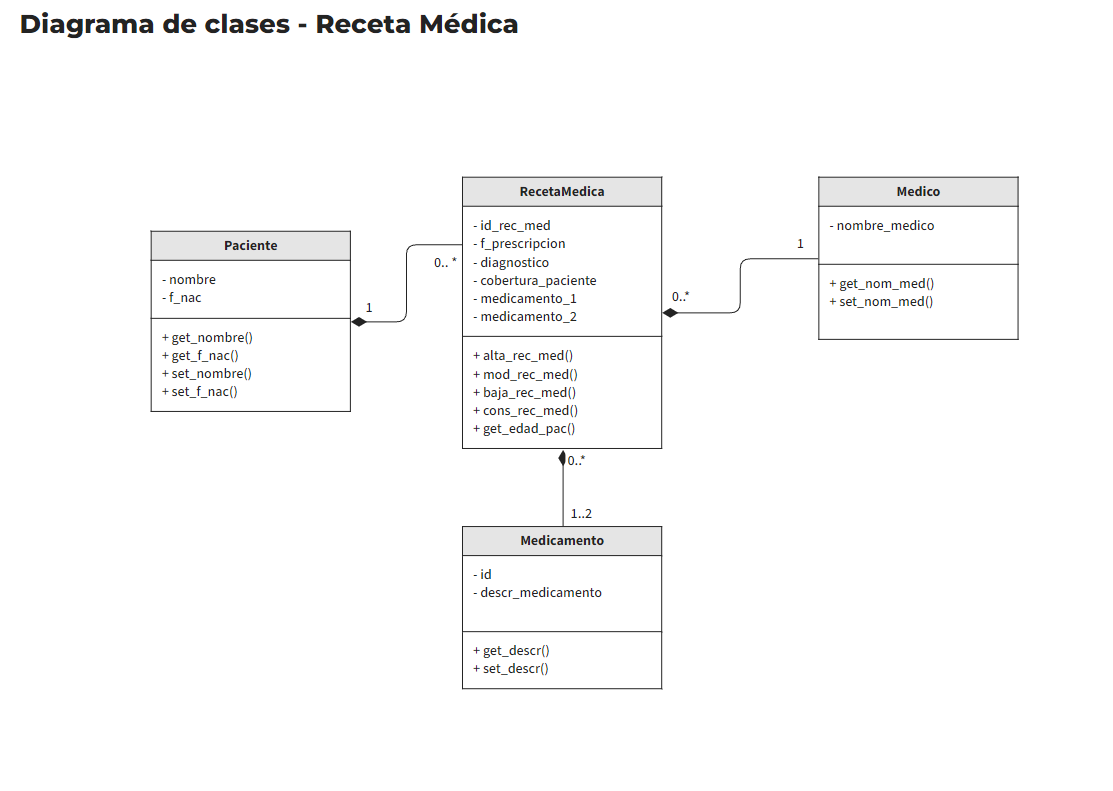 Diagrama de clases - Receta Médica
Paciente
- nombre
- f_nac
+ get_nombre()
+ get_f_nac()
+ set_nombre()
+ set_f_nac()
1
0.. *
RecetaMedica
- id_rec_med
- f_prescripcion
- diagnostico
- cobertura_paciente
- medicamento_1
- medicamento_2
+ alta_rec_med()
+ mod_rec_med()
+ baja_rec_med()
+ cons_rec_med()
+ get_edad_pac()
0..*
1
Medico
- nombre_medico
+ get_nom_med()
+ set_nom_med()
0..*
1..2
Medicamento
- id
- descr_medicamento
+ get_descr()
+ set_descr()